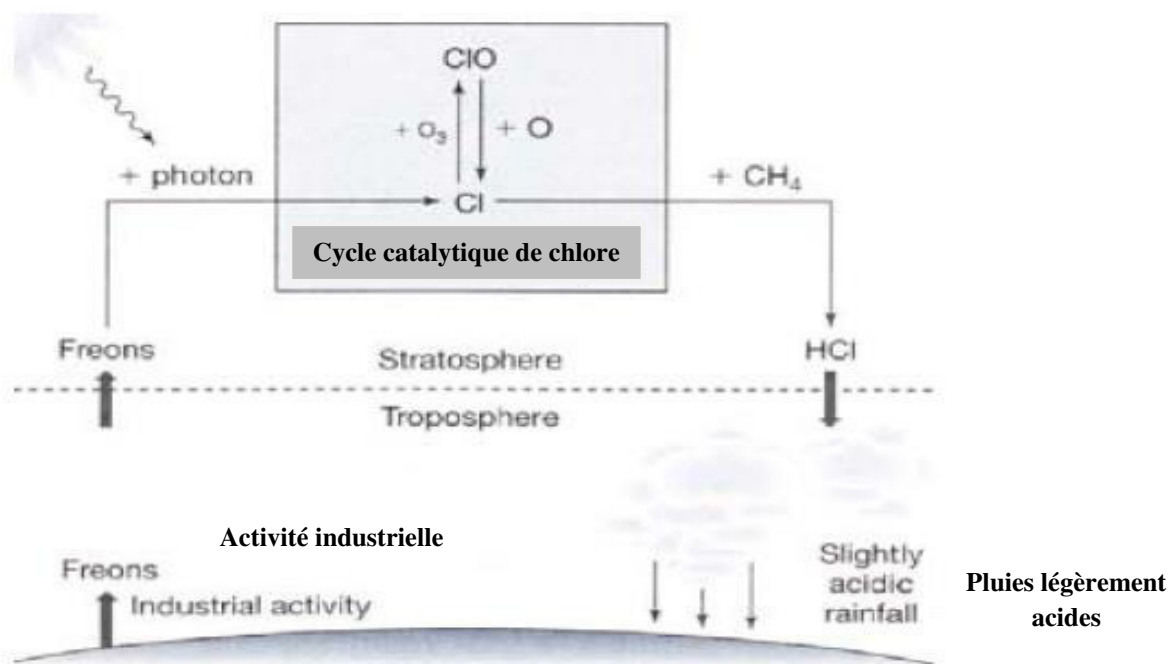 ClO
+ O₃
+ O
+ photon
+ CH₄
Cl
Cycle catalytique de chlore
Freons
Stratosphere
HCl
Troposphere
Activité industrielle
Freons
Industrial activity
Slightly
acidic
rainfall
Pluies légèrement
acides